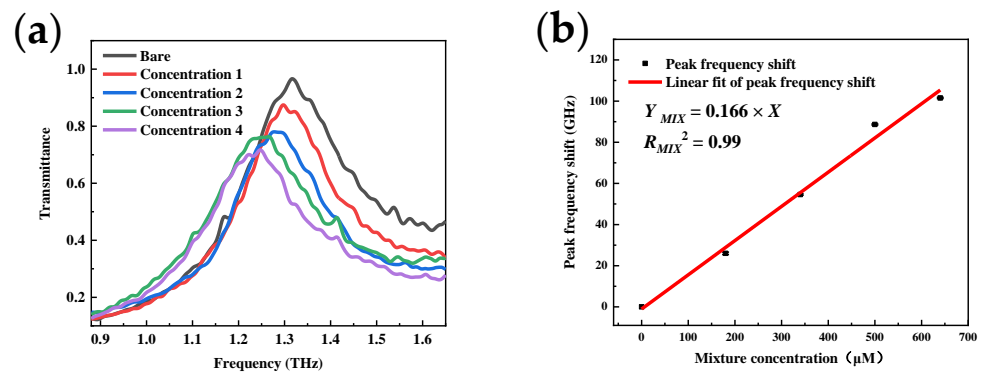 (a)
Bare
Concentration 1
Concentration 2
Concentration 3
Concentration 4
1.0
0.8
0.6
0.4
0.2
Transmittance
0.9 1.0 1.1 1.2 1.3 1.4 1.5 1.6
Frequency (THz)
(b)
Peak frequency shift
Linear fit of peak frequency shift
Y MIX = 0.166 × X
R MIX 2 = 0.99
120
100
80
60
40
20
0
Peak frequency shift (GHz)
0 100 200 300 400 500 600 700
Mixture concentration（μM）